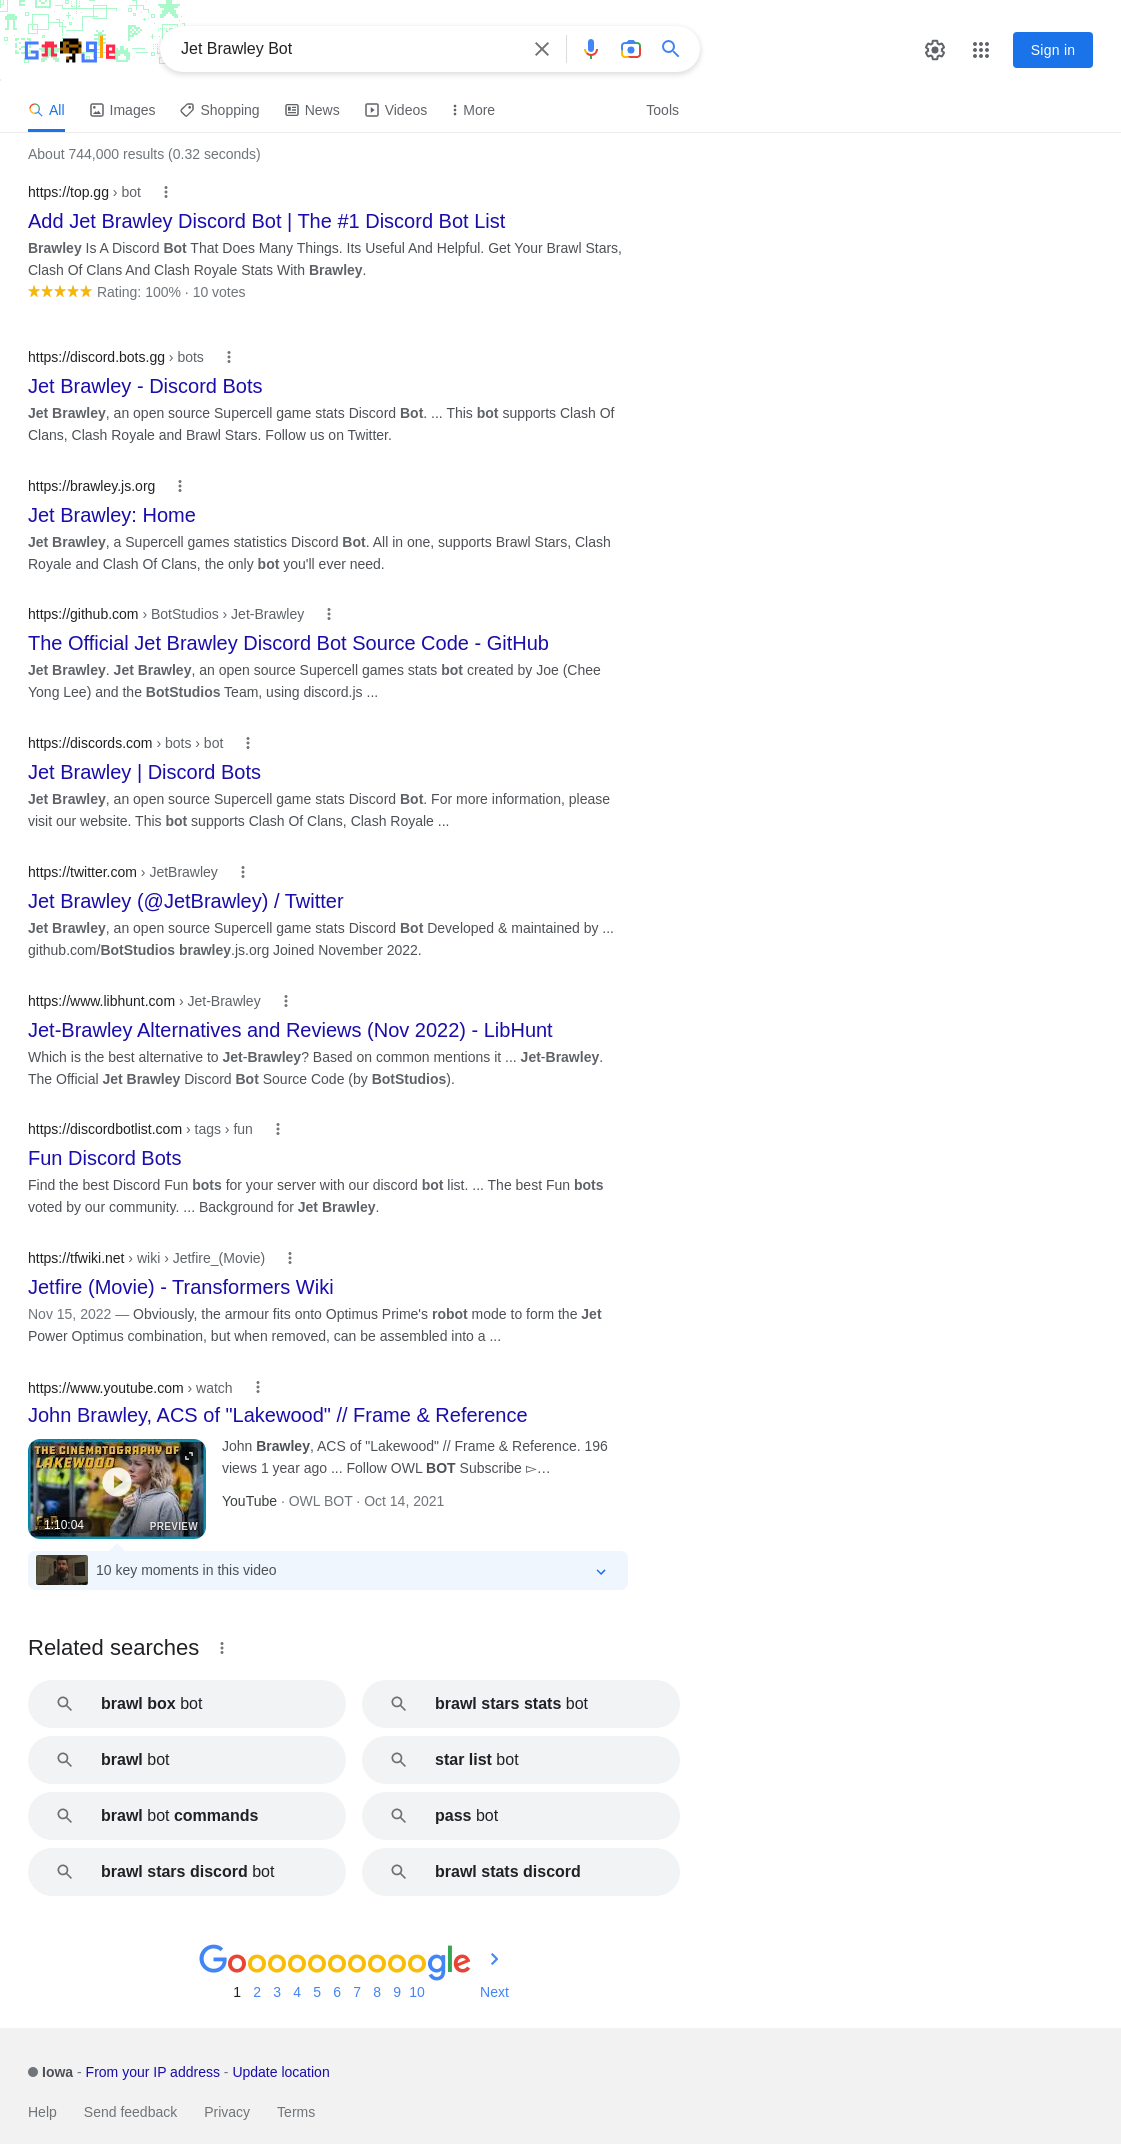 Google
Jet Brawley Bot
Sign in
All
Images
Shopping
News
Videos
More
Tools
About 744,000 results (0.32 seconds)
https://top.gg › bot
Add Jet Brawley Discord Bot | The #1 Discord Bot List
Brawley Is A Discord Bot That Does Many Things. Its Useful And Helpful. Get Your Brawl Stars,
Clash Of Clans And Clash Royale Stats With Brawley.
Rating: 100% · 10 votes
https://discord.bots.gg › bots
Jet Brawley - Discord Bots
Jet Brawley, an open source Supercell game stats Discord Bot. ... This bot supports Clash Of
Clans, Clash Royale and Brawl Stars. Follow us on Twitter.
https://brawley.js.org
Jet Brawley: Home
Jet Brawley, a Supercell games statistics Discord Bot. All in one, supports Brawl Stars, Clash
Royale and Clash Of Clans, the only bot you'll ever need.
https://github.com › BotStudios › Jet-Brawley
The Official Jet Brawley Discord Bot Source Code - GitHub
Jet Brawley. Jet Brawley, an open source Supercell games stats bot created by Joe (Chee
Yong Lee) and the BotStudios Team, using discord.js ...
https://discords.com › bots › bot
Jet Brawley | Discord Bots
Jet Brawley, an open source Supercell game stats Discord Bot. For more information, please
visit our website. This bot supports Clash Of Clans, Clash Royale ...
https://twitter.com › JetBrawley
Jet Brawley (@JetBrawley) / Twitter
Jet Brawley, an open source Supercell game stats Discord Bot Developed & maintained by ...
github.com/BotStudios brawley.js.org Joined November 2022.
https://www.libhunt.com › Jet-Brawley
Jet-Brawley Alternatives and Reviews (Nov 2022) - LibHunt
Which is the best alternative to Jet-Brawley? Based on common mentions it ... Jet-Brawley.
The Official Jet Brawley Discord Bot Source Code (by BotStudios).
https://discordbotlist.com › tags › fun
Fun Discord Bots
Find the best Discord Fun bots for your server with our discord bot list. ... The best Fun bots
voted by our community. ... Background for Jet Brawley.
https://tfwiki.net › wiki › Jetfire_(Movie)
Jetfire (Movie) - Transformers Wiki
Nov 15, 2022 — Obviously, the armour fits onto Optimus Prime's robot mode to form the Jet
Power Optimus combination, but when removed, can be assembled into a ...
https://www.youtube.com › watch
John Brawley, ACS of "Lakewood" // Frame & Reference
THE CINEMATOGRAPHY OF
LAKEWOOD
1:10:04
PREVIEW
John Brawley, ACS of "Lakewood" // Frame & Reference. 196
views 1 year ago ... Follow OWL BOT Subscribe ▻…
YouTube · OWL BOT · Oct 14, 2021
10 key moments in this video
Related searches
brawl box bot
brawl stars stats bot
brawl bot
star list bot
brawl bot commands
pass bot
brawl stars discord bot
brawl stats discord
Goooooooooogle
1 2 3 4 5 6 7 8 9 10 Next
Iowa - From your IP address - Update location
Help Send feedback Privacy Terms